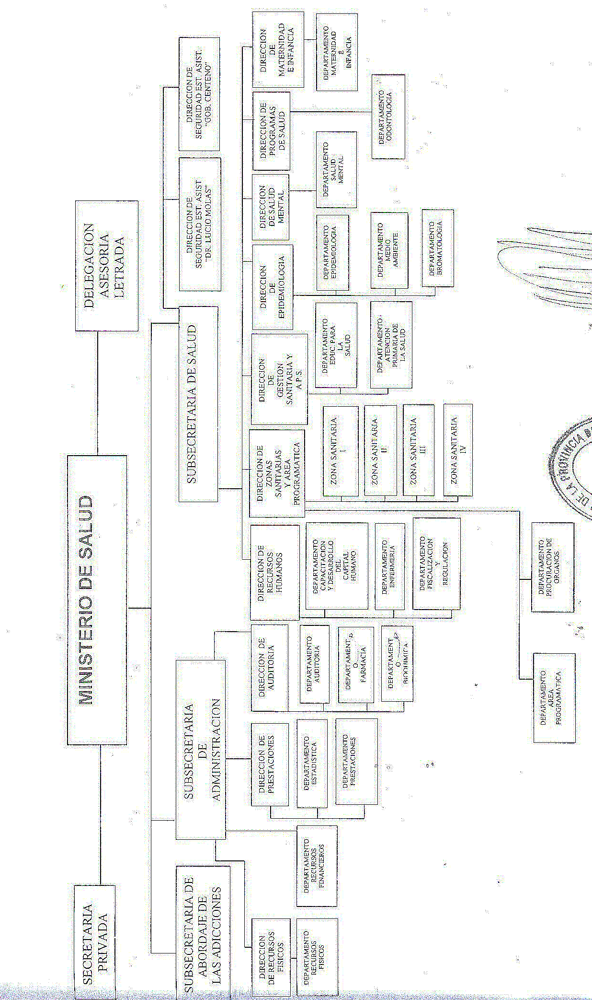 MINISTERIO DE SALUD
SECRETARIA
PRIVADA
DELEGACION
ASESORIA
LETRADA
SUBSECRETARIA DE
ABORDAJE DE
LAS ADICCIONES
SUBSECRETARIA
DE
ADMINISTRACION
SUBSECRETARIA DE SALUD
DIRECCION DE
SEGURIDAD EST. ASIST
"DR. LUCIO MOLAS"
DIRECCION DE
SEGURIDAD EST. ASIST.
"GOB. CENTENO"
DIRECCION
DE RECURSOS
FISICOS
DEPARTAMENTO
RECURSOS
FISICOS
DEPARTAMENTO
RECURSOS
FINANCIEROS
DIRECCION DE
PRESTACIONES
DEPARTAMENTO
ESTADISTICA
DEPARTAMENTO
PRESTACIONES
DIRECCION DE
AUDITORIA
DEPARTAMENTO
AUDITORIA
DEPARTAMENT
O
FARMACIA
DEPARTAMENT
O
BIOQUIMICA
DIRECCION DE
RECURSOS
HUMANOS
DEPARTAMENTO
CAPACITACION
Y DESARROLLO
DEL
CAPITAL
HUMANO
DEPARTAMENTO
ENFERMERIA
DEPARTAMENTO
FISCALIZACION
Y
REGULACION
DIRECCION DE
ZONAS
SANITARIAS
Y AREA
PROGRAMATICA
ZONA SANITARIA
I
ZONA SANITARIA
II
ZONA SANITARIA
III
ZONA SANITARIA
IV
DEPARTAMENTO
AREA
PROGRAMATICA
DEPARTAMENTO
PROCURACION DE
ORGANOS
DIRECCION
DE
GESTION
SANITARIA Y
A.P.S.
DEPARTAMENTO
EDUC. PARA
LA
SALUD
DEPARTAMENTO
ATENCION
PRIMARIA DE
LA SALUD
DIRECCION
DE
EPIDEMIOLOGIA
DEPARTAMENTO
EPIDEMIOLOGIA
DEPARTAMENTO
MEDIO
AMBIENTE
DEPARTAMENTO
BROMATOLOGIA
DIRECCION
DE SALUD
MENTAL
DEPARTAMENTO
SALUD
MENTAL
DIRECCION DE
PROGRAMAS
DE SALUD
DEPARTAMENTO
ODONTOLOGIA
DIRECCION
DE
MATERNIDAD
E INFANCIA
DEPARTAMENTO
MATERNIDAD
E
INFANCIA
DE LA PROVINCIA